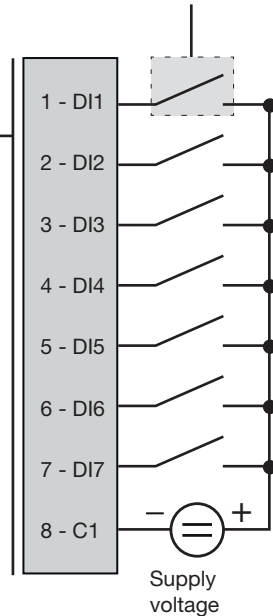 1 - DI1
2 - DI2
3 - DI3
4 - DI4
5 - DI5
6 - DI6
7 - DI7
8 - C1
− +
Supply
voltage